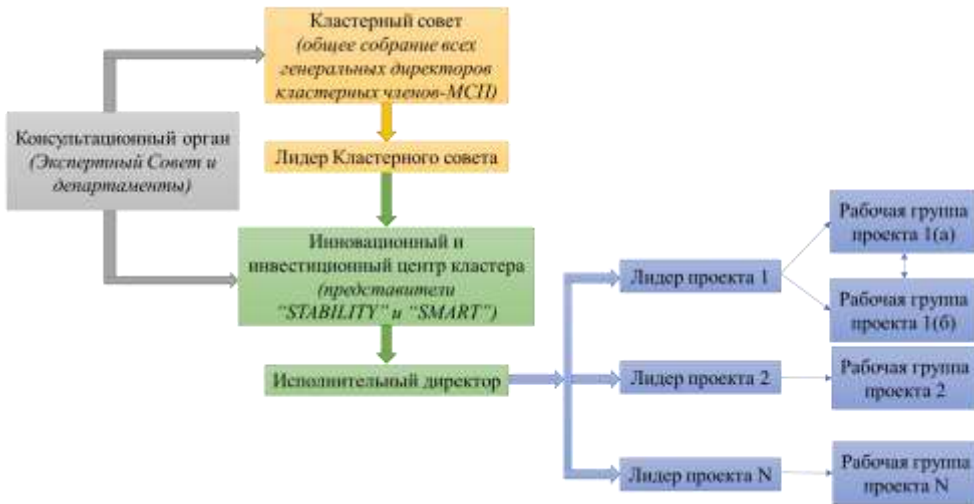 Кластерный совет
(общее собрание всех
генеральных директоров
кластерных членов-МСП)
Консультационный орган
(Экспертный Совет и
департаменты)
Лидер Кластерного совета
Инновационный и
инвестиционный центр кластера
(представители
“STABILITY” и “SMART”)
Исполнительный директор
Лидер проекта 1
Рабочая группа
проекта 1(а)
Рабочая группа
проекта 1(б)
Лидер проекта 2
Рабочая группа
проекта 2
Лидер проекта N
Рабочая группа
проекта N